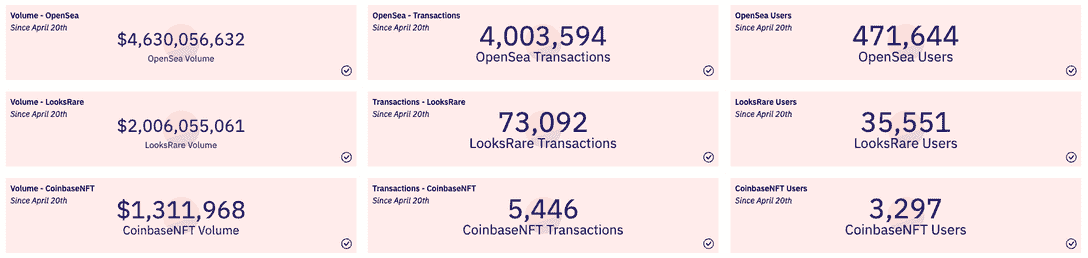 Volume - OpenSea
Since April 20th
$4,630,056,632
OpenSea Volume
OpenSea - Transactions
Since April 20th
4,003,594
OpenSea Transactions
OpenSea Users
Since April 20th
471,644
OpenSea Users
Volume - LooksRare
Since April 20th
$2,006,055,061
LooksRare Volume
Transactions - LooksRare
Since April 20th
73,092
LooksRare Transactions
LooksRare Users
Since April 20th
35,551
LooksRare Users
Volume - CoinbaseNFT
Since April 20th
$1,311,968
CoinbaseNFT Volume
Transactions - CoinbaseNFT
Since April 20th
5,446
CoinbaseNFT Transactions
CoinbaseNFT Users
Since April 20th
3,297
CoinbaseNFT Users